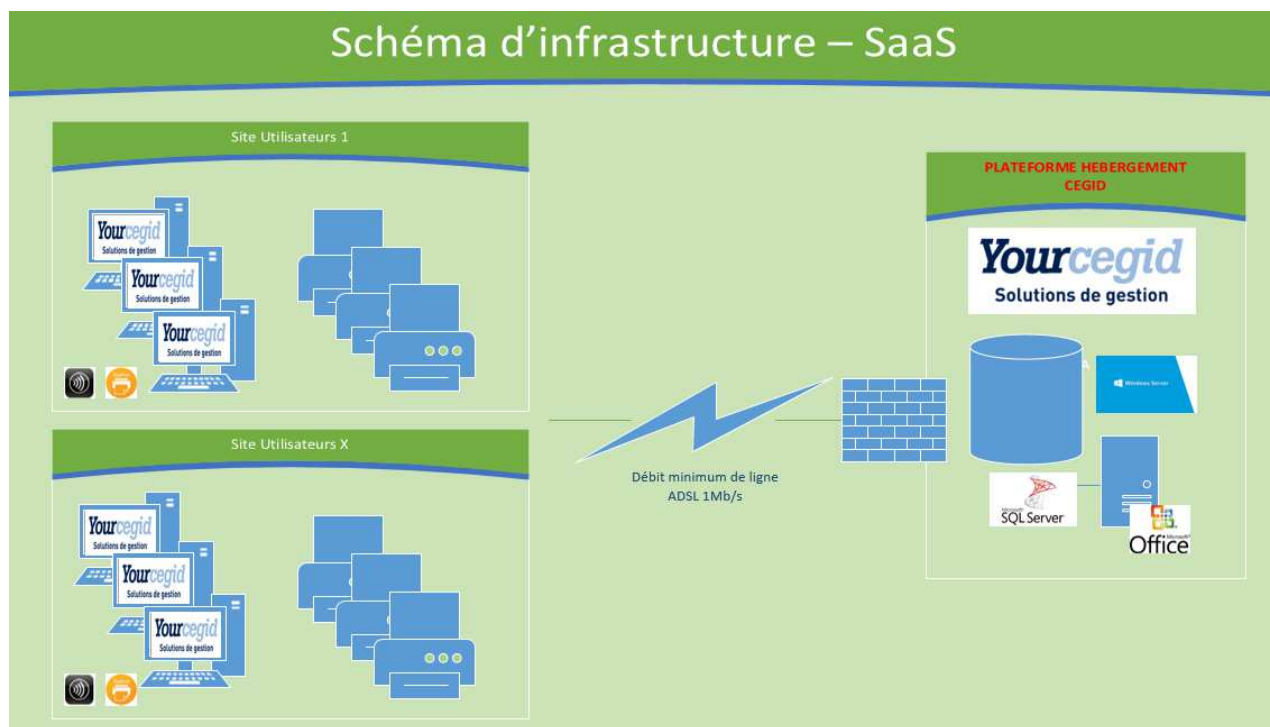 Schéma d'infrastructure – SaaS
Site Utilisateurs 1
Yourcegid
Solutions de gestion
Yourcegid
Solutions de gestion
Yourcegid
Solutions de gestion
Site Utilisateurs X
Yourcegid
Solutions de gestion
Yourcegid
Solutions de gestion
Yourcegid
Solutions de gestion
Débit minimum de ligne
ADSL 1Mb/s
PLATEFORME HEBERGEMENT
CEGID
Yourcegid
Solutions de gestion
A
Windows Server
Microsoft
SQL Server
Microsoft
Office